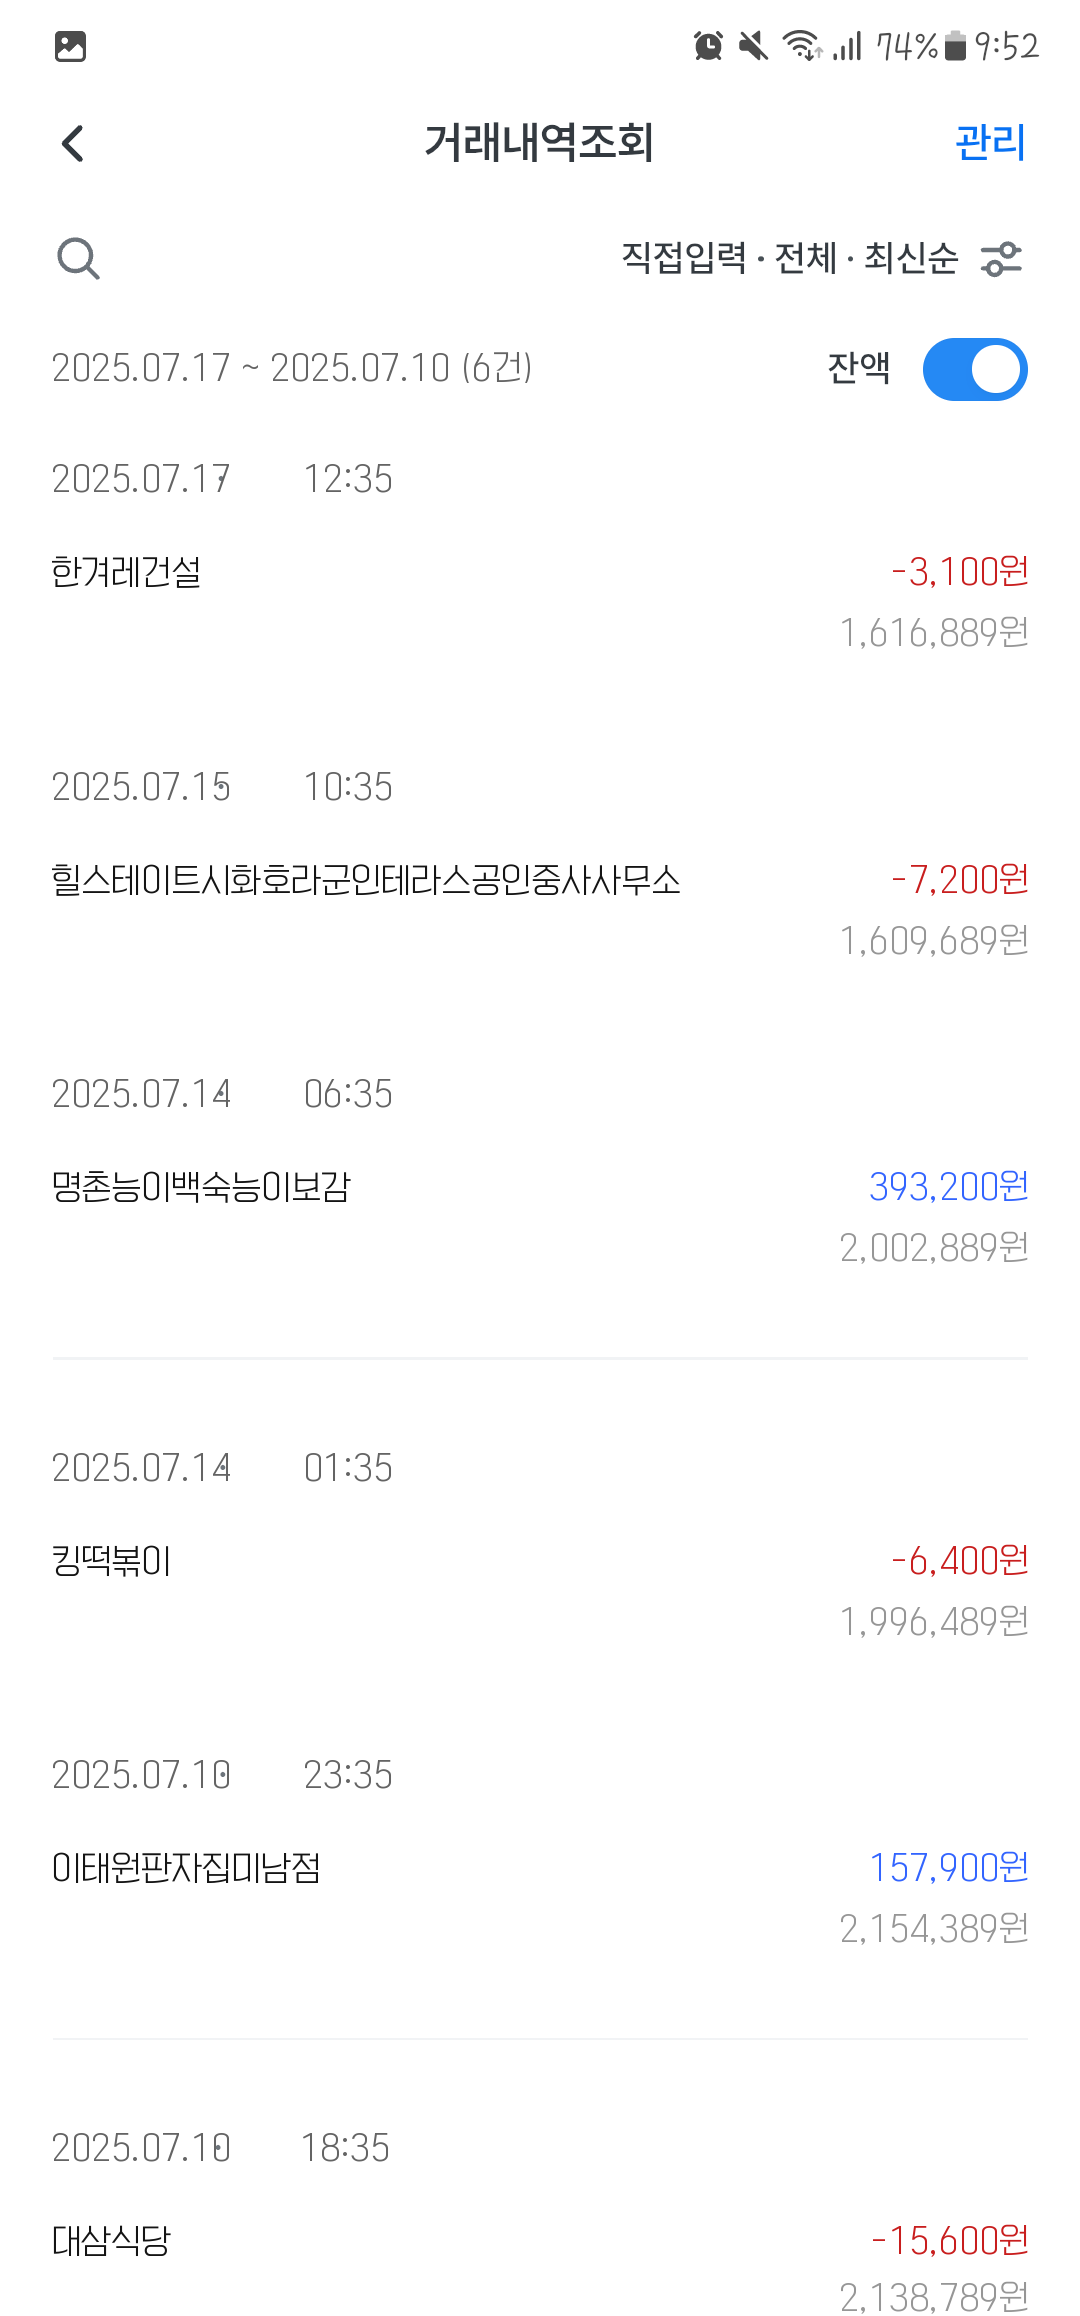 74% 9:52
거래내역조회 관리
직접입력 · 전체 · 최신순
2025.07.17 ~ 2025.07.10 (6건) 잔액
2025.07.17 12:35
한겨레건설 -3,100원
1,616,889원
2025.07.15 10:35
힐스테이트시화호라군인테라스공인중사사무소 -7,200원
1,609,689원
2025.07.14 06:35
명촌능이백숙능이보감 393,200원
2,002,889원
2025.07.14 01:35
킹떡볶이 -6,400원
1,996,489원
2025.07.10 23:35
이태원판자집미남점 157,900원
2,154,389원
2025.07.10 18:35
대삼식당 -15,600원
2,138,789원